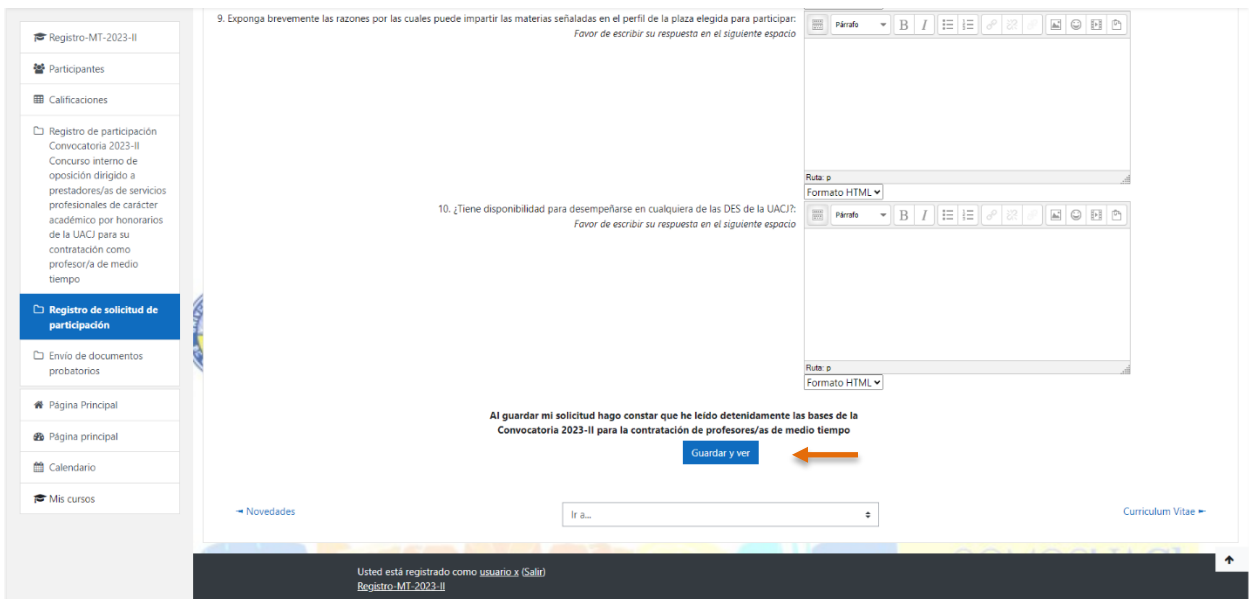 Registro-MT-2023-II
Participantes
Calificaciones
Registro de participación
Convocatoria 2023-II
Concurso interno de
oposición dirigido a
prestadores/as de servicios
profesionales de carácter
académico por honorarios
de la UACJ para su
contratación como
profesor/a de medio
tiempo
Registro de solicitud de
participación
Envío de documentos
probatorios
Página Principal
Página principal
Calendario
Mis cursos
9. Exponga brevemente las razones por las cuales puede impartir las materias señaladas en el perfil de la plaza elegida para participar:
Favor de escribir su respuesta en el siguiente espacio
Párrafo
B I
Ruta: p
Formato HTML
10. ¿Tiene disponibilidad para desempeñarse en cualquiera de las DES de la UACJ?:
Favor de escribir su respuesta en el siguiente espacio
Párrafo
B I
Ruta: p
Formato HTML
Al guardar mi solicitud hago constar que he leído detenidamente las bases de la
Convocatoria 2023-II para la contratación de profesores/as de medio tiempo
Guardar y ver
◄ Novedades
Ir a...
Curriculum Vitae ►
Usted está registrado como usuario x (Salir)
Registro-MT-2023-II